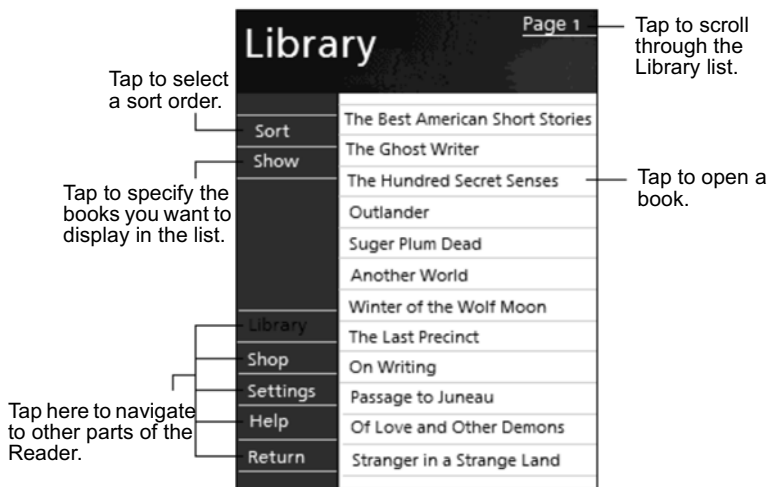 Library
Page 1
Tap to scroll
through the
Library list.
Tap to select
a sort order.
Sort
Show
Tap to specify the
books you want to
display in the list.
The Best American Short Stories
The Ghost Writer
The Hundred Secret Senses
Outlander
Suger Plum Dead
Another World
Winter of the Wolf Moon
The Last Precinct
On Writing
Passage to Juneau
Of Love and Other Demons
Stranger in a Strange Land
Tap to open a
book.
Library
Shop
Settings
Help
Return
Tap here to navigate
to other parts of the
Reader.